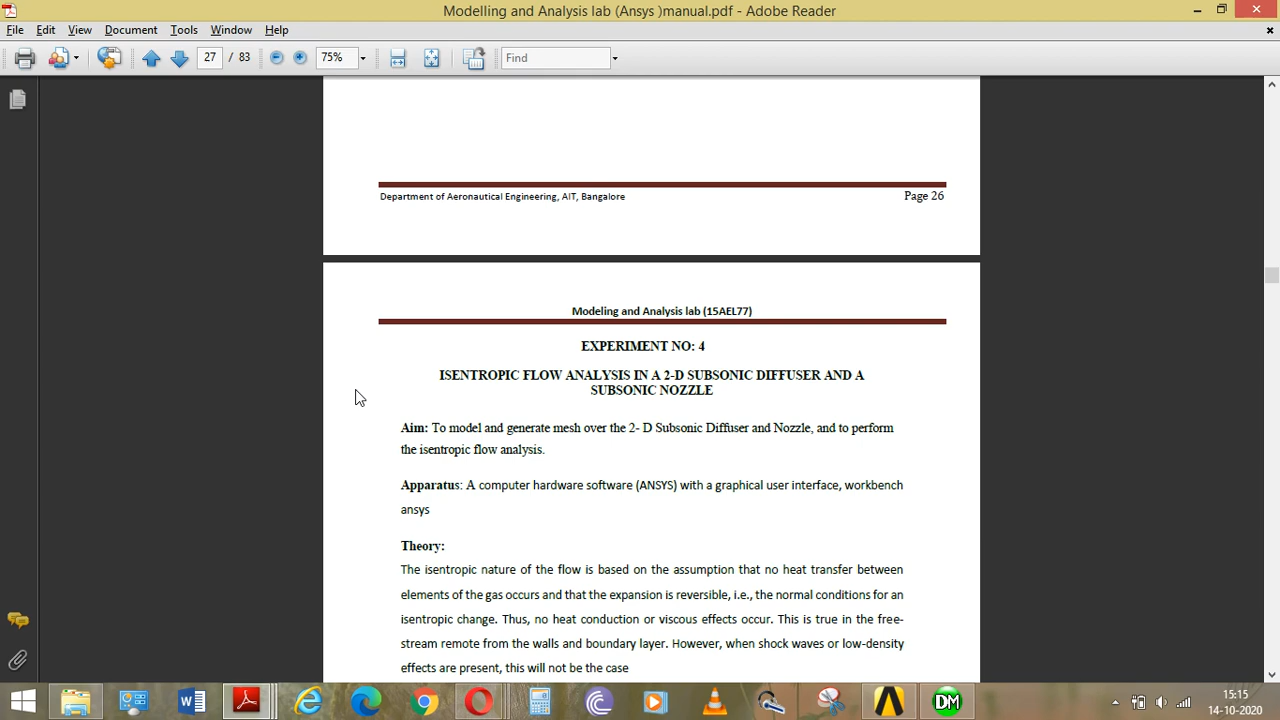 Modelling and Analysis lab (Ansys )manual.pdf - Adobe Reader
File Edit View Document Tools Window Help
27 / 83 75% Find
Department of Aeronautical Engineering, AIT, Bangalore Page 26
Modeling and Analysis lab (15AEL77)
EXPERIMENT NO: 4
ISENTROPIC FLOW ANALYSIS IN A 2-D SUBSONIC DIFFUSER AND A
SUBSONIC NOZZLE
Aim: To model and generate mesh over the 2- D Subsonic Diffuser and Nozzle, and to perform
the isentropic flow analysis.
Apparatus: A computer hardware software (ANSYS) with a graphical user interface, workbench
ansys
Theory:
The isentropic nature of the flow is based on the assumption that no heat transfer between
elements of the gas occurs and that the expansion is reversible, i.e., the normal conditions for an
isentropic change. Thus, no heat conduction or viscous effects occur. This is true in the free-
stream remote from the walls and boundary layer. However, when shock waves or low-density
effects are present, this will not be the case
DM
15:15
14-10-2020